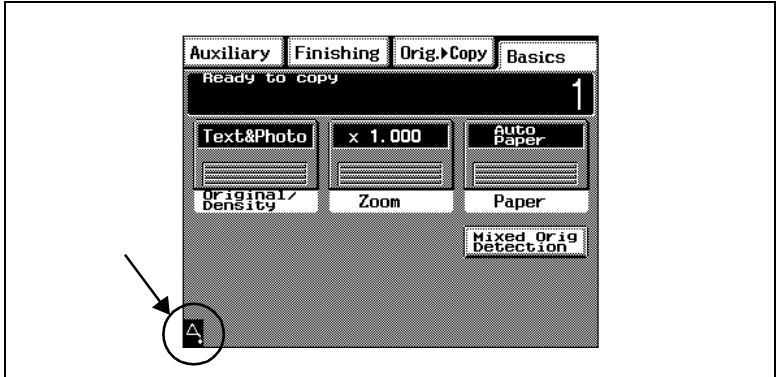 Auxiliary Finishing Orig.▶Copy Basics
Ready to copy
1
Text&Photo x 1.000 Auto
Paper
Original/
Density Zoom Paper
Mixed Orig
Detection